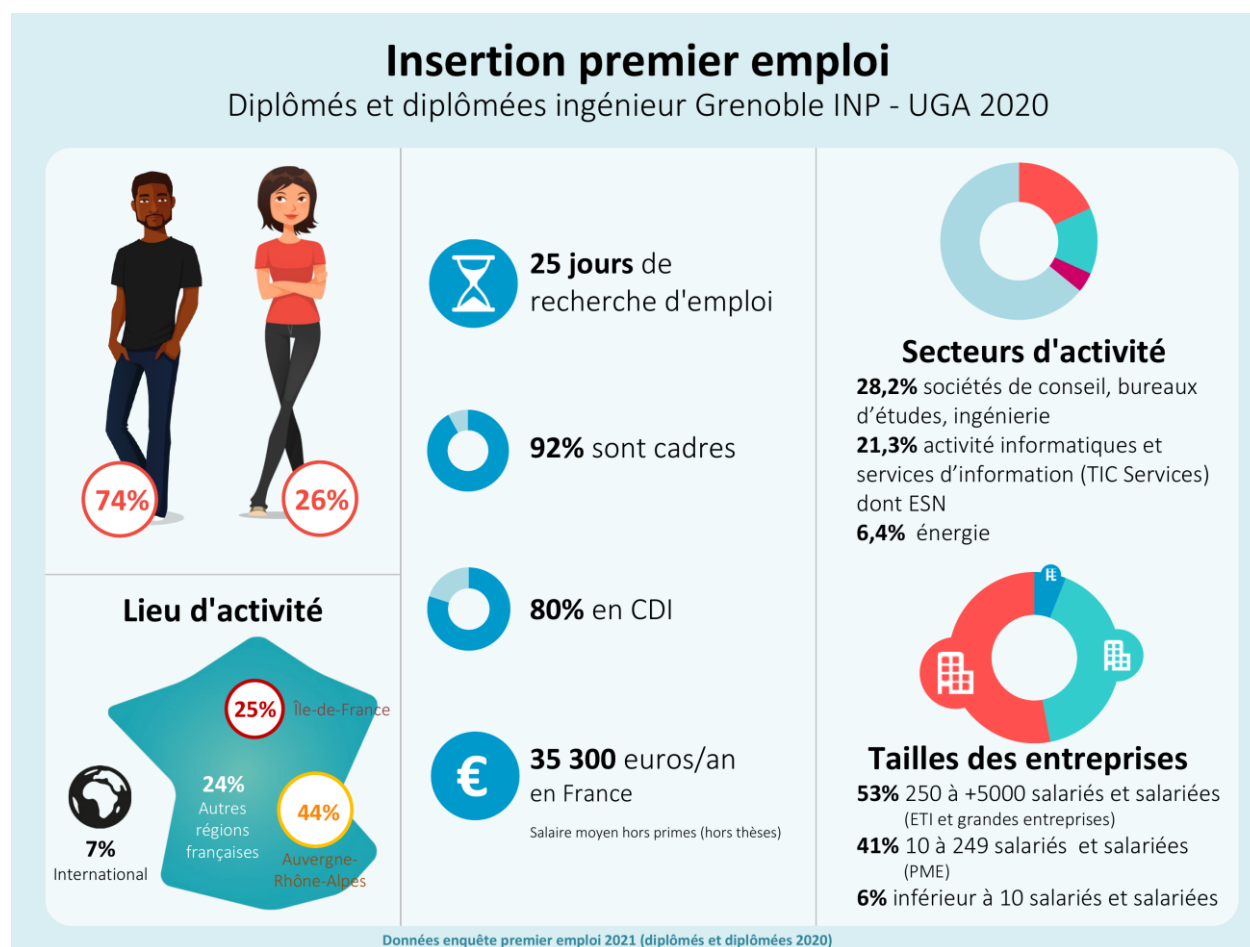 Insertion premier emploi
Diplômés et diplômées ingénieur Grenoble INP - UGA 2020
74%
26%
Lieu d'activité
25%
Île-de-France
24%
Autres
régions
françaises
44%
Auvergne-
Rhône-Alpes
7%
International
25 jours de
recherche d'emploi
92% sont cadres
80% en CDI
€
35 300 euros/an
en France
Salaire moyen hors primes (hors thèses)
Secteurs d'activité
28,2% sociétés de conseil, bureaux
d’études, ingénierie
21,3% activité informatiques et
services d’information (TIC Services)
dont ESN
6,4% énergie
Tailles des entreprises
53% 250 à +5000 salariés et salariées
(ETI et grandes entreprises)
41% 10 à 249 salariés et salariées
(PME)
6% inférieur à 10 salariés et salariées
Données enquête premier emploi 2021 (diplômés et diplômées 2020)